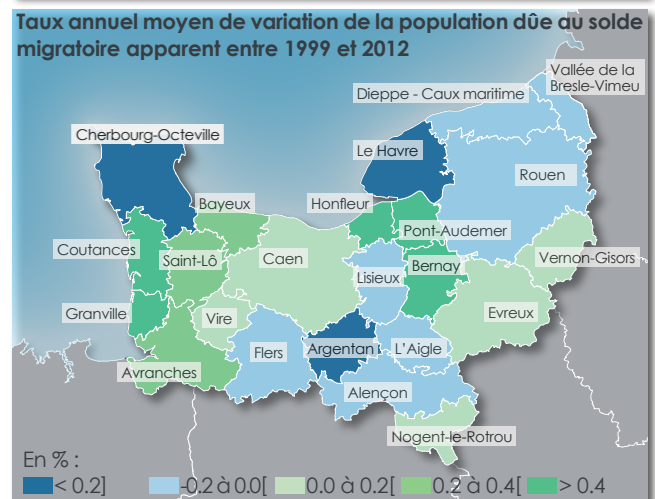 Taux annuel moyen de variation de la population dûe au solde
migratoire apparent entre 1999 et 2012
Vallée de la
Bresle-Vimeu
Dieppe - Caux maritime
Cherbourg-Octeville
Le Havre
Rouen
Bayeux
Honfleur
Pont-Audemer
Coutances
Saint-Lô
Caen
Lisieux
Bernay
Vernon-Gisors
Granville
Vire
Evreux
Flers
Argentan
L'Aigle
Avranches
Alençon
Nogent-le-Rotrou
En % :
< 0.2]
-0.2 à 0.0[
0.0 à 0.2[
0.2 à 0.4[
> 0.4